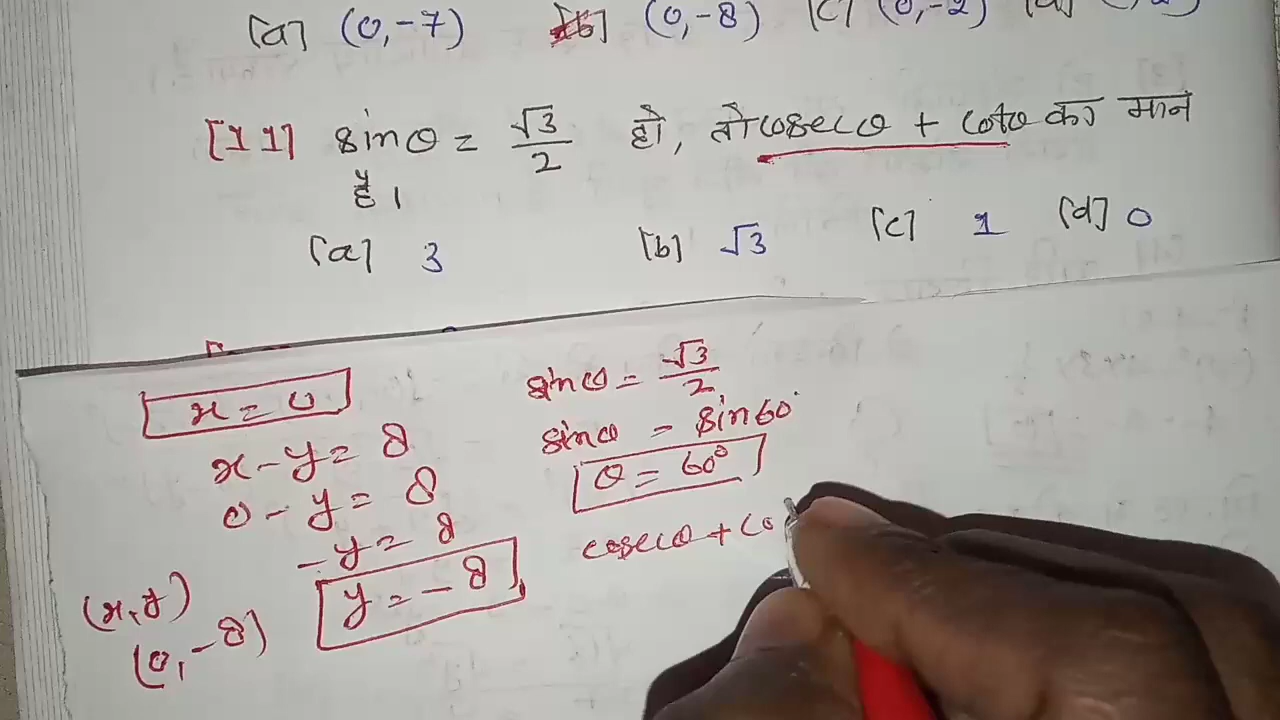 [a] (0,-7) [b] (0,-8) [c] (0,-2)
[11] sinθ = √3/2 हो, तो cosecθ + cotθ का मान
है।
[a] 3 [b] √3 [c] 1 [d] 0
x = 0
x - y = 8
0 - y = 8
-y = 8
y = -8
(x,y)
(0,-8)
sinθ = √3/2
sinθ = sin60°
θ = 60°
cosecθ + co